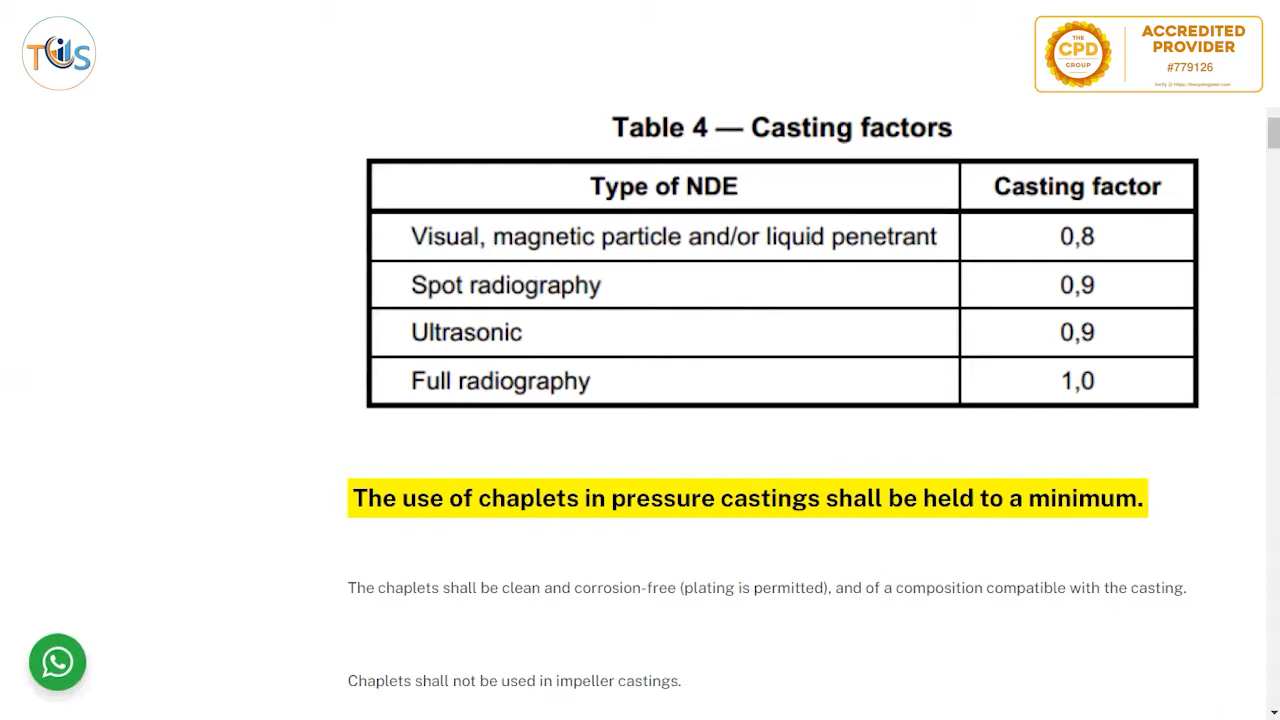 TiiS
THE
CPD
GROUP
ACCREDITED
PROVIDER
#779126
Table 4 — Casting factors
Type of NDE Casting factor
Visual, magnetic particle and/or liquid penetrant 0,8
Spot radiography 0,9
Ultrasonic 0,9
Full radiography 1,0
The use of chaplets in pressure castings shall be held to a minimum.
The chaplets shall be clean and corrosion-free (plating is permitted), and of a composition compatible with the casting.
Chaplets shall not be used in impeller castings.